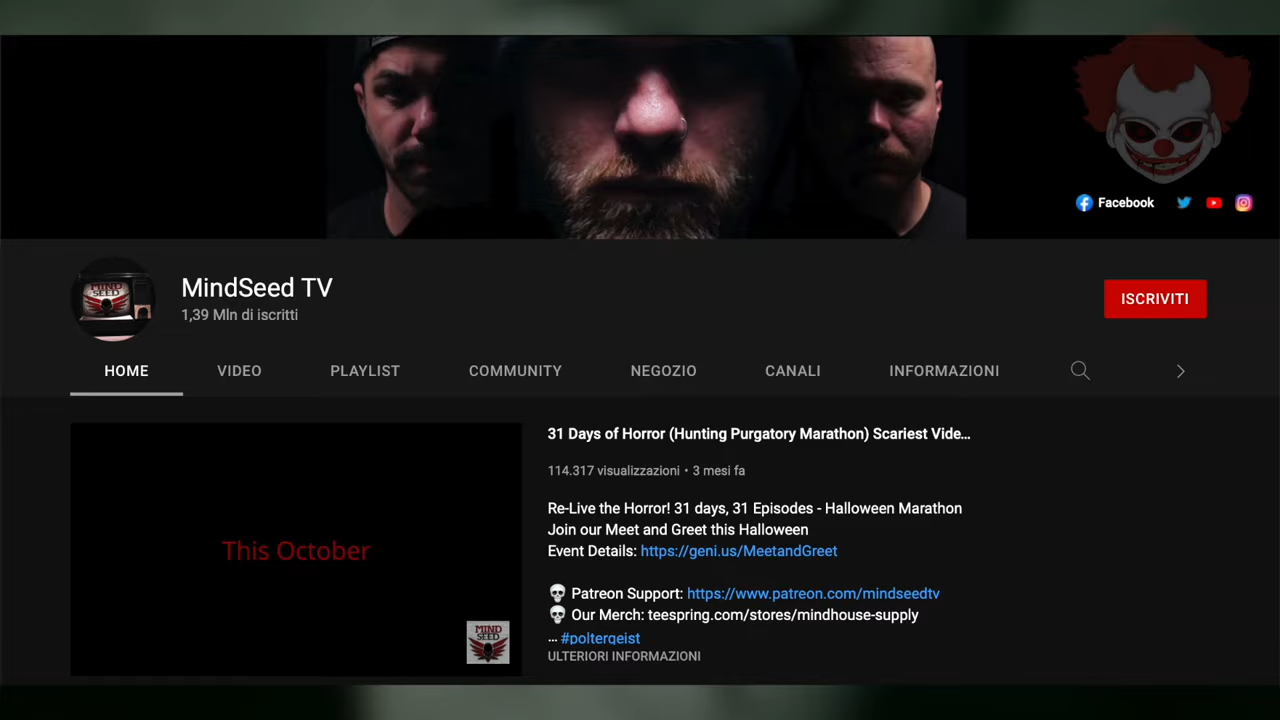 Facebook
MIND
SEED
MindSeed TV
1,39 Mln di iscritti
ISCRIVITI
HOME
VIDEO
PLAYLIST
COMMUNITY
NEGOZIO
CANALI
INFORMAZIONI
This October
MIND
SEED
31 Days of Horror (Hunting Purgatory Marathon) Scariest Vide...
114.317 visualizzazioni • 3 mesi fa
Re-Live the Horror! 31 days, 31 Episodes - Halloween Marathon
Join our Meet and Greet this Halloween
Event Details: https://geni.us/MeetandGreet
💀 Patreon Support: https://www.patreon.com/mindseedtv
💀 Our Merch: teespring.com/stores/mindhouse-supply
... #poltergeist
ULTERIORI INFORMAZIONI